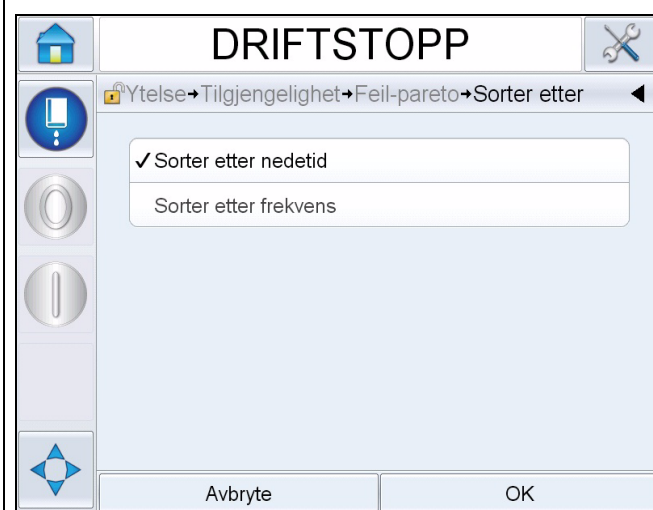 DRIFTSTOPP
Ytelse→Tilgjengelighet→Feil-pareto→Sorter etter
✓Sorter etter nedetid
Sorter etter frekvens
Avbryte
OK